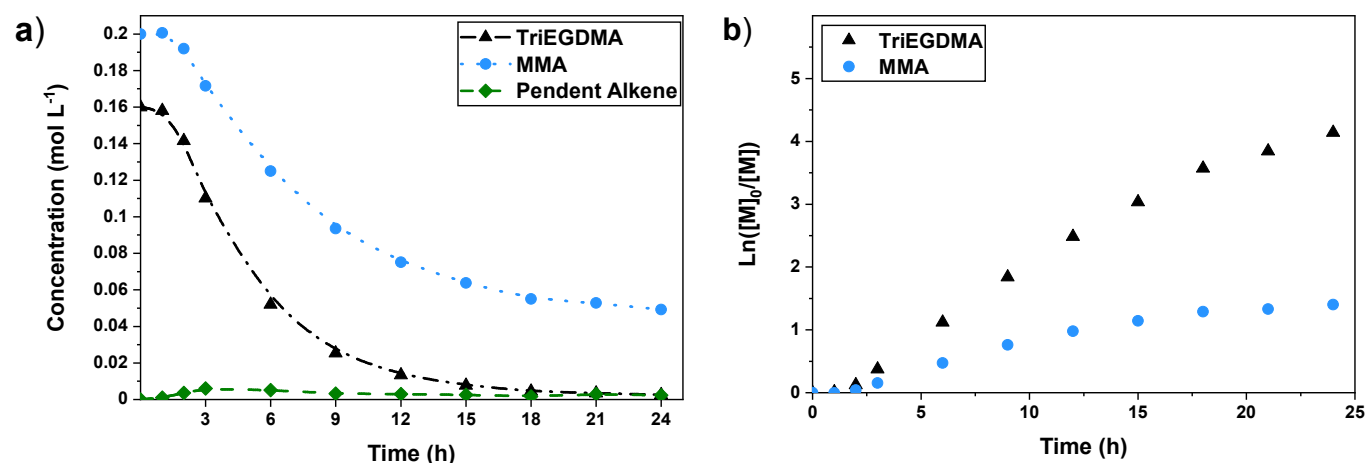 a)
TriEGDMA
MMA
Pendent Alkene
Concentration (mol L⁻¹)
0.2
0.18
0.16
0.14
0.12
0.1
0.08
0.06
0.04
0.02
0
3 6 9 12 15 18 21 24
Time (h)
b)
TriEGDMA
MMA
Ln([M]₀/[M])
5
4
3
2
1
0
0 5 10 15 20 25
Time (h)